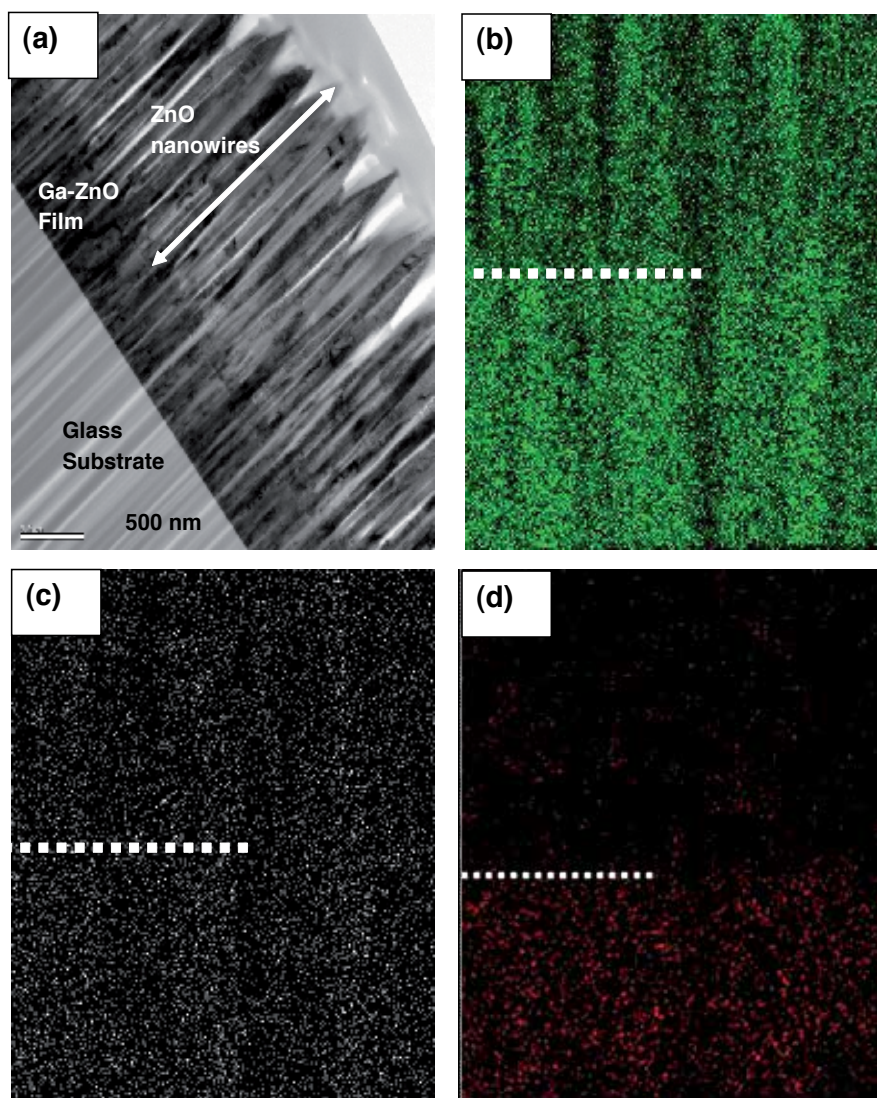 (a)
ZnO
nanowires
Ga-ZnO
Film
Glass
Substrate
500 nm
(b)
(c)
(d)